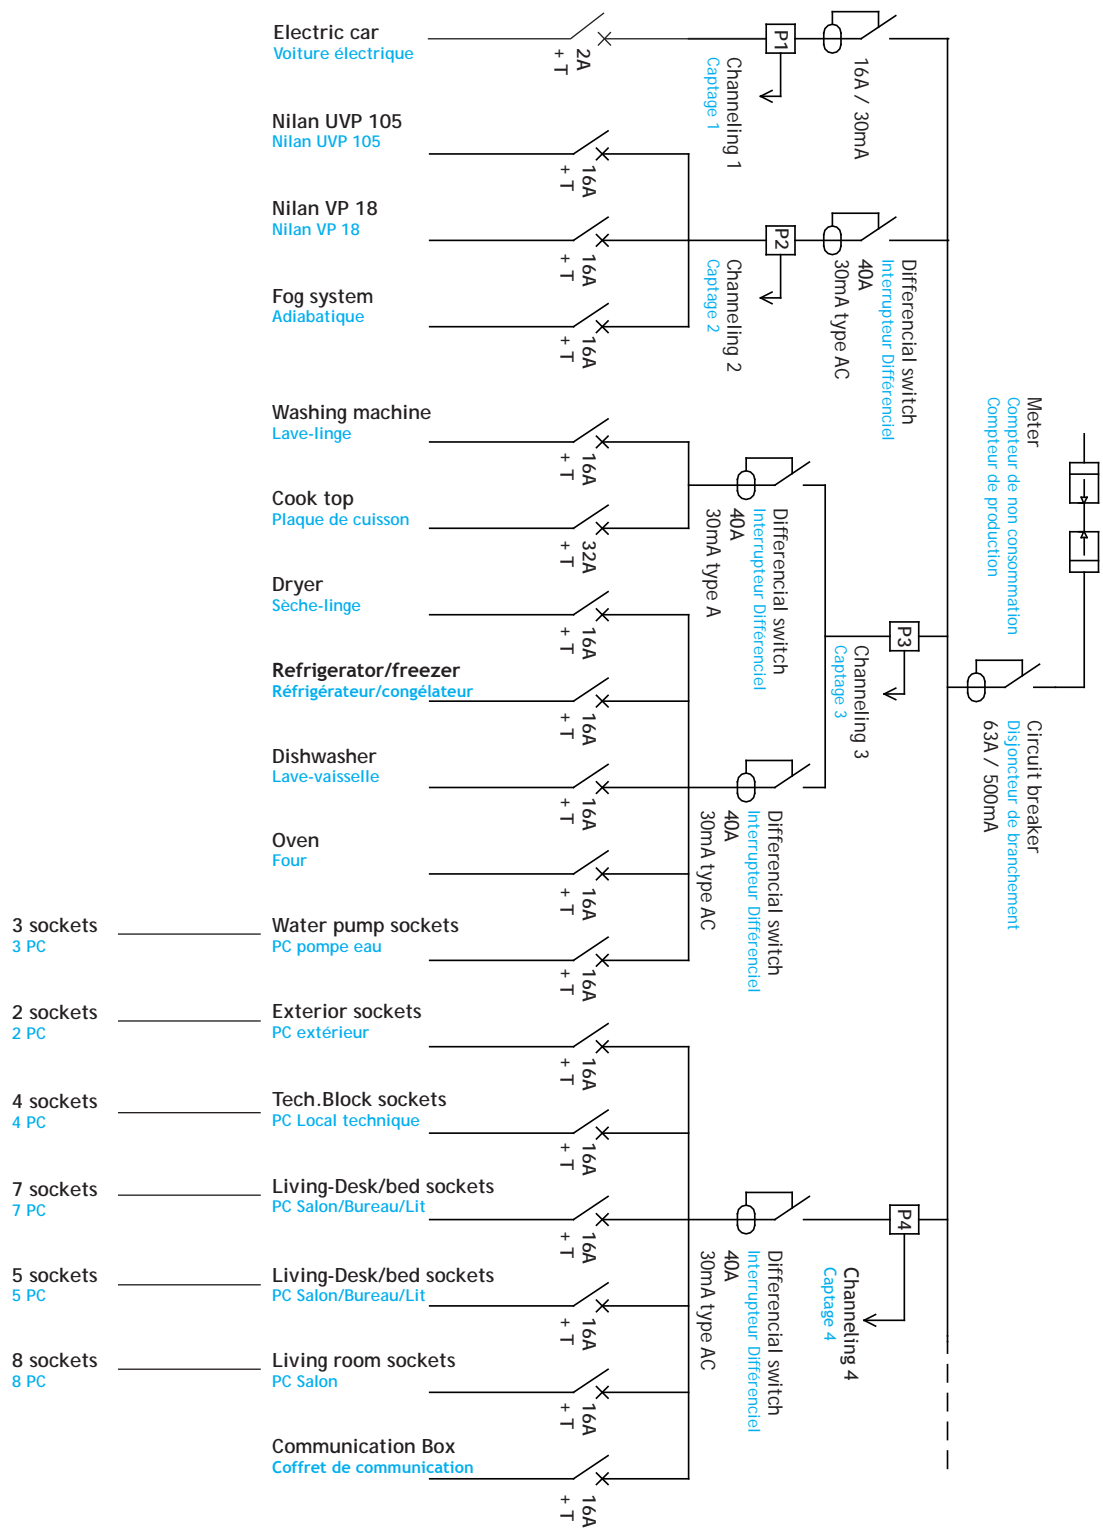 Electric car
Voiture électrique
2A
+ T
Channeling 1
Captage 1
P1
16A / 30mA
Nilan UVP 105
Nilan UVP 105
16A
+ T
Nilan VP 18
Nilan VP 18
16A
+ T
Fog system
Adiabatique
16A
+ T
Channeling 2
Captage 2
P2
Differencial switch
Interrupteur Différenciel
40A
30mA type AC
Meter
Compteur de non consommation
Compteur de production
Circuit breaker
Disjoncteur de branchement
63A / 500mA
Washing machine
Lave-linge
16A
+ T
Cook top
Plaque de cuisson
32A
+ T
Differencial switch
Interrupteur Différenciel
40A
30mA type A
P3
Channeling 3
Captage 3
Dryer
Sèche-linge
16A
+ T
Refrigerator/freezer
Réfrigérateur/congélateur
16A
+ T
Dishwasher
Lave-vaisselle
16A
+ T
Oven
Four
16A
+ T
Differencial switch
Interrupteur Différenciel
40A
30mA type AC
3 sockets
3 PC
Water pump sockets
PC pompe eau
16A
+ T
2 sockets
2 PC
Exterior sockets
PC extérieur
16A
+ T
4 sockets
4 PC
Tech.Block sockets
PC Local technique
16A
+ T
7 sockets
7 PC
Living-Desk/bed sockets
PC Salon/Bureau/Lit
16A
+ T
5 sockets
5 PC
Living-Desk/bed sockets
PC Salon/Bureau/Lit
16A
+ T
8 sockets
8 PC
Living room sockets
PC Salon
16A
+ T
Communication Box
Coffret de communication
16A
+ T
Differencial switch
Interrupteur Différenciel
40A
30mA type AC
P4
Channeling 4
Captage 4